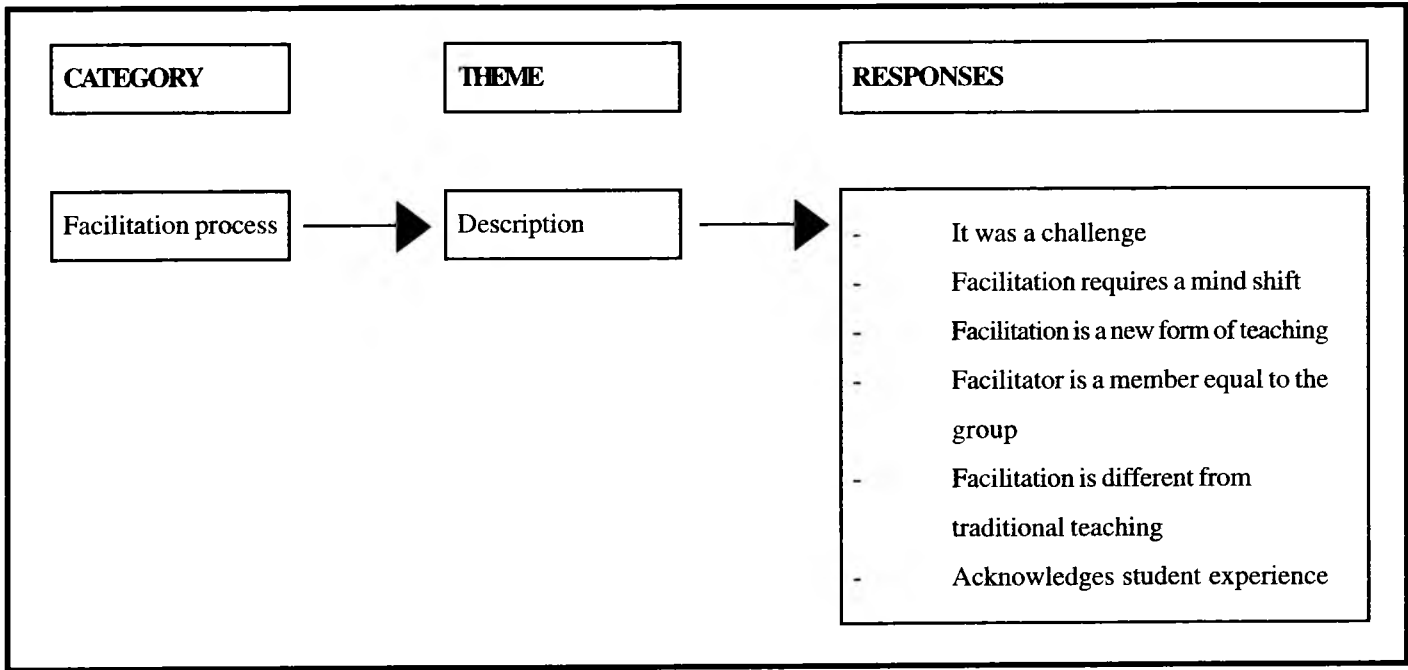 CATEGORY
THEME
RESPONSES
Facilitation process
Description
- It was a challenge
- Facilitation requires a mind shift
- Facilitation is a new form of teaching
- Facilitator is a member equal to the
group
- Facilitation is different from
traditional teaching
- Acknowledges student experience